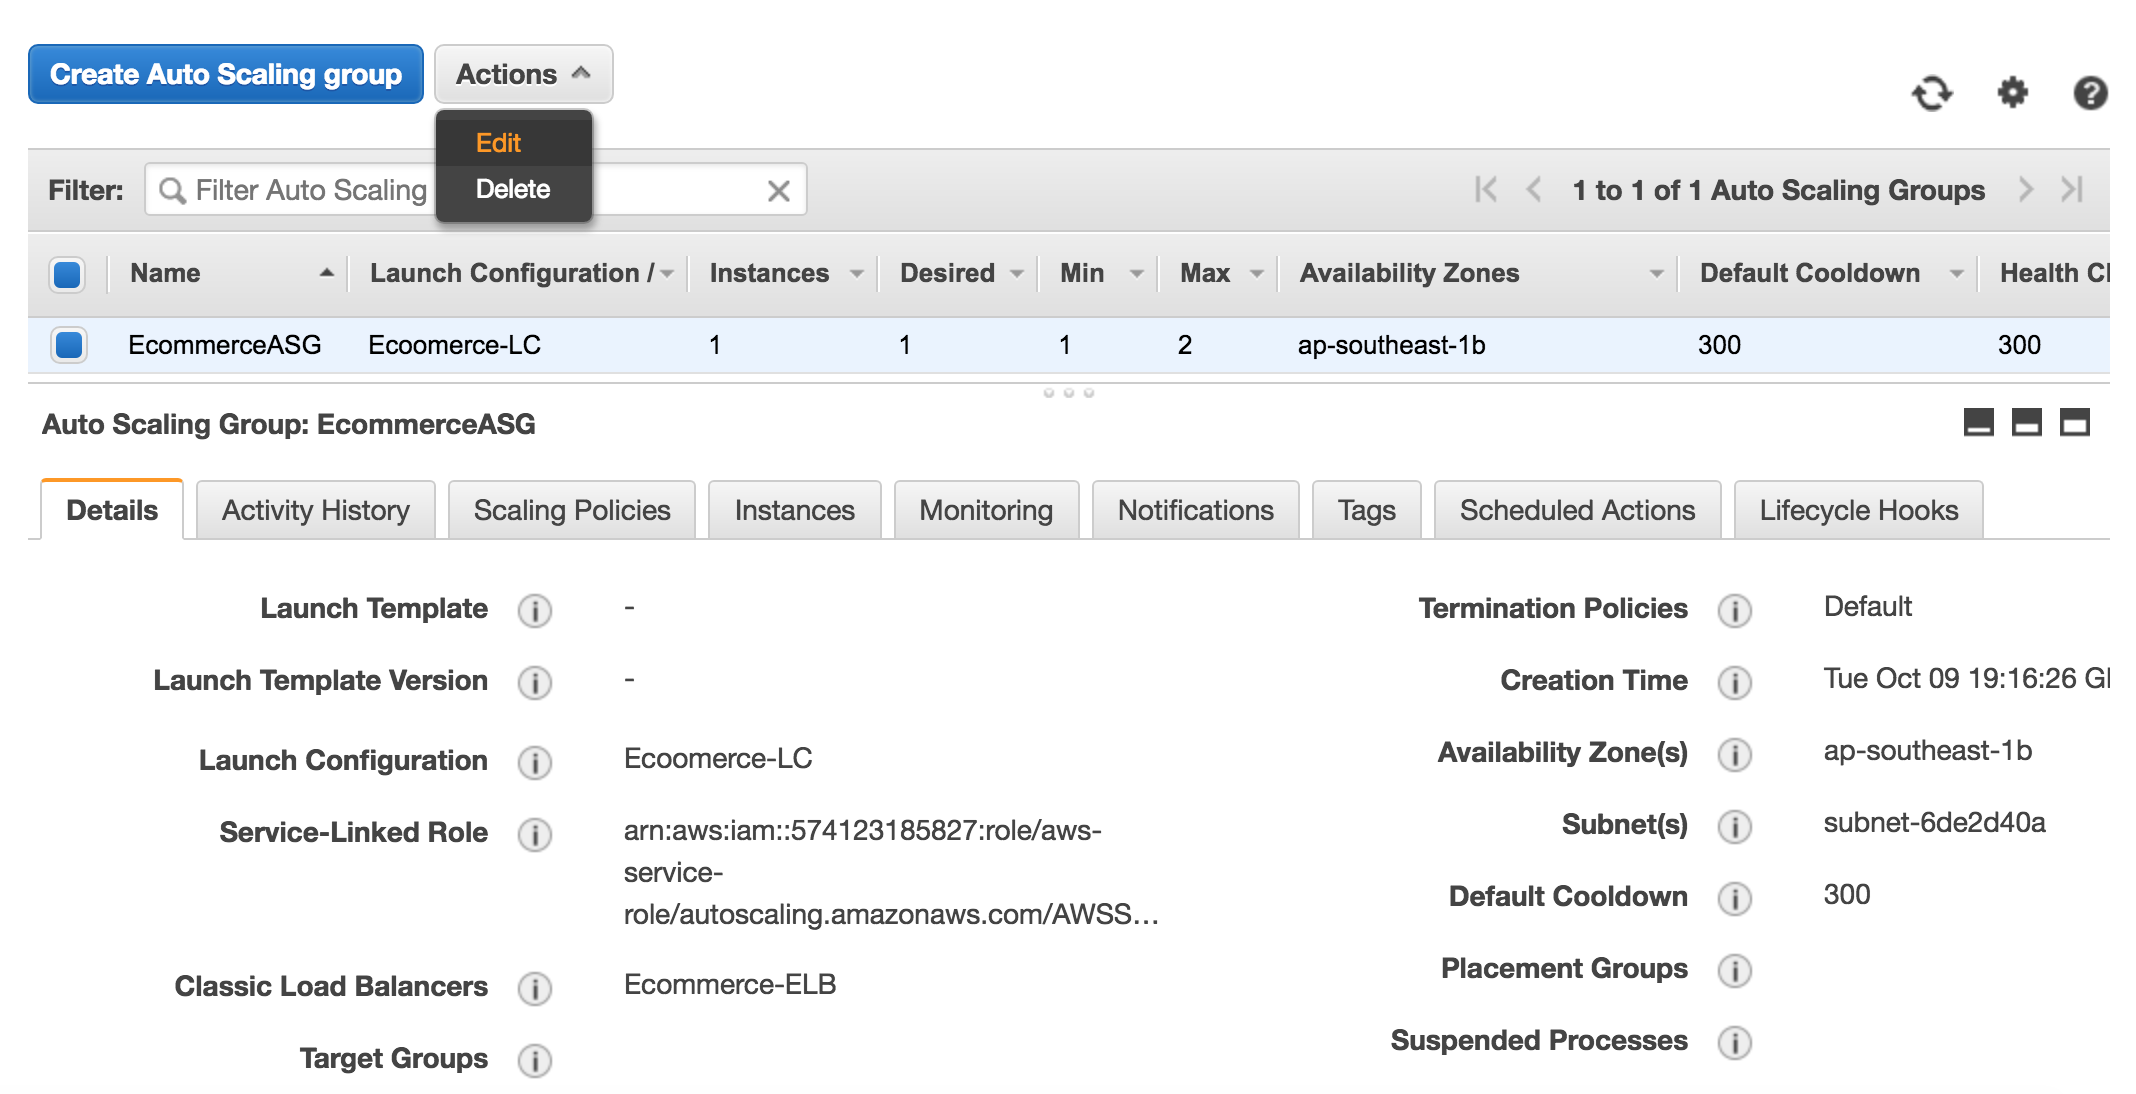 Create Auto Scaling group Actions
Edit
Delete
Filter: Filter Auto Scaling 1 to 1 of 1 Auto Scaling Groups
Name Launch Configuration / Instances Desired Min Max Availability Zones Default Cooldown Health Cl
EcommerceASG Ecoomerce-LC 1 1 1 2 ap-southeast-1b 300 300
Auto Scaling Group: EcommerceASG
Details Activity History Scaling Policies Instances Monitoring Notifications Tags Scheduled Actions Lifecycle Hooks
Launch Template -
Launch Template Version -
Launch Configuration Ecoomerce-LC
Service-Linked Role arn:aws:iam::574123185827:role/aws-
service-
role/autoscaling.amazonaws.com/AWSS...
Classic Load Balancers Ecommerce-ELB
Target Groups
Termination Policies Default
Creation Time Tue Oct 09 19:16:26 G
Availability Zone(s) ap-southeast-1b
Subnet(s) subnet-6de2d40a
Default Cooldown 300
Placement Groups
Suspended Processes